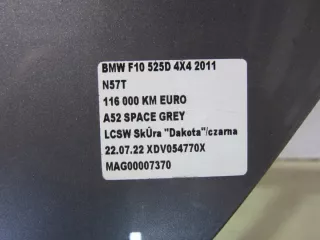 BMW F10 525D 4X4 2011
N57T
116 000 KM EURO
A52 SPACE GREY
LCSW SkÛra "Dakota"/czarna
22.07.22 XDV054770X
MAG00007370